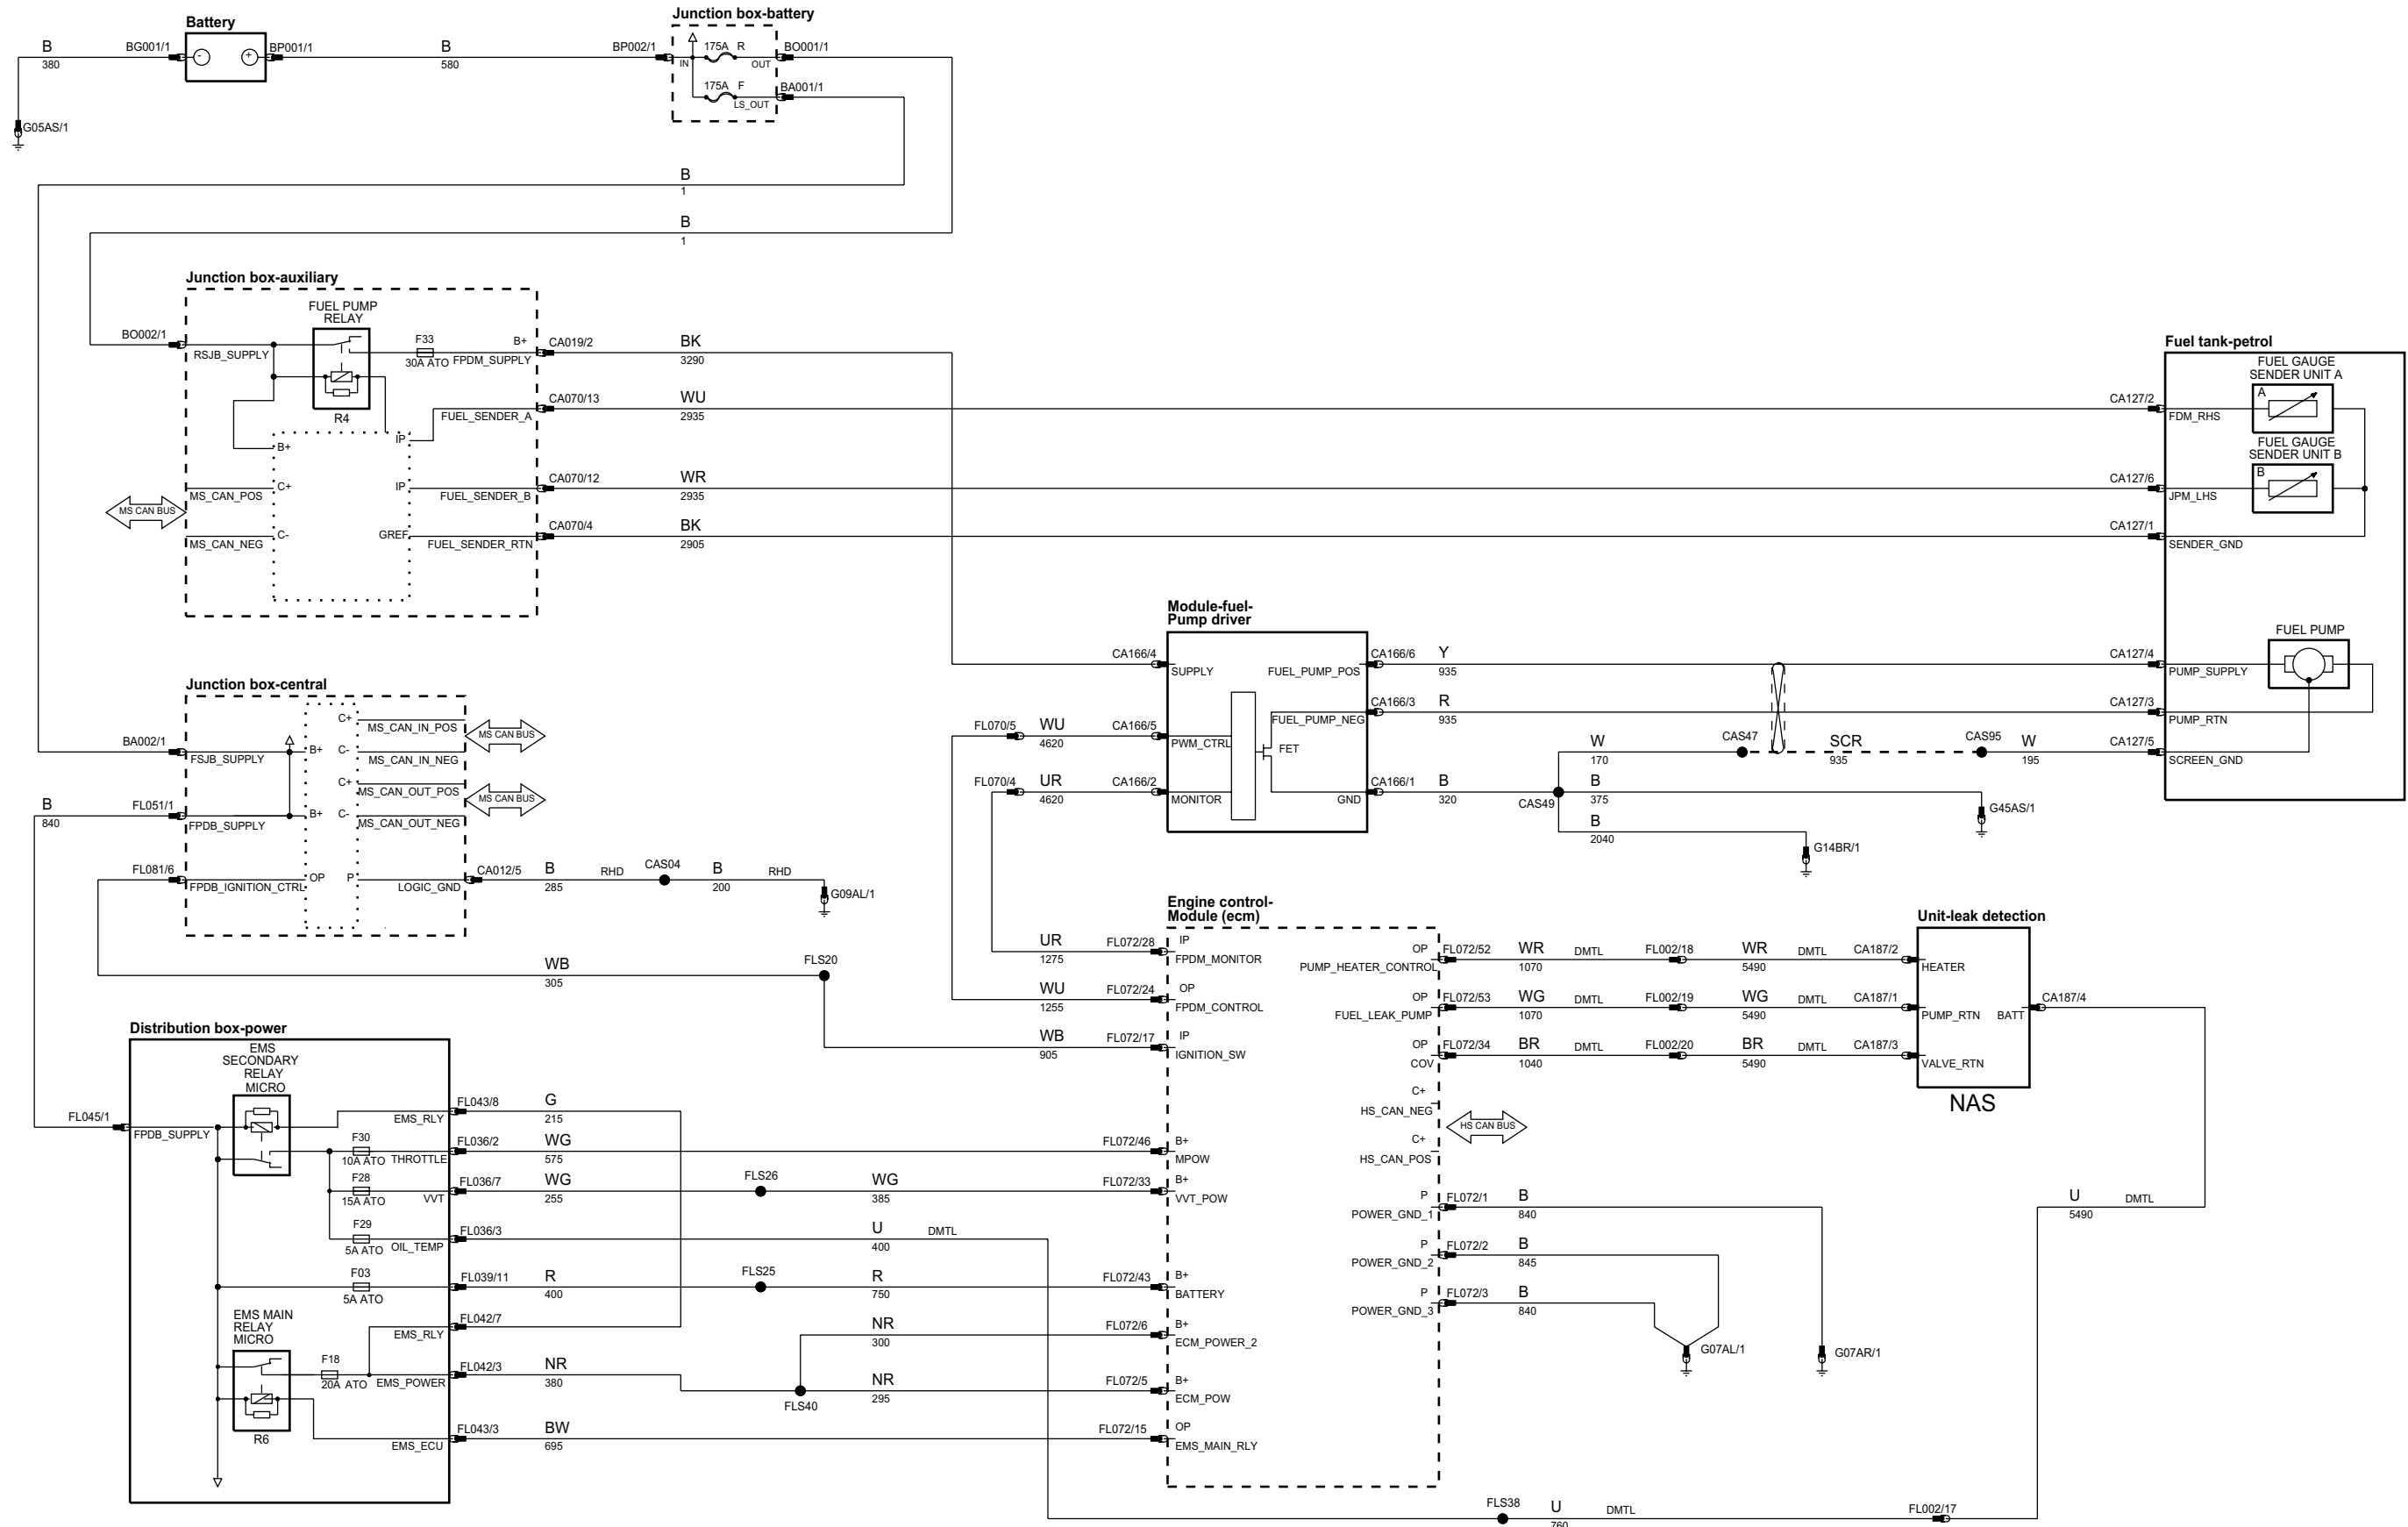 Battery
B
380
BG001/1
-
+
BP001/1
B
580
BP002/1
G05AS/1
Junction box-battery
175A R
IN
OUT
BO001/1
175A F
LS_OUT
BA001/1
B
1
B
1
Junction box-auxiliary
FUEL PUMP
RELAY
BO002/1
RSJB_SUPPLY
F33
30A ATO
B+
FPDM_SUPPLY
CA019/2
BK
3290
R4
FUEL_SENDER_A
CA070/13
WU
2935
B+
IP
C+
MS_CAN_POS
IP
FUEL_SENDER_B
CA070/12
WR
2935
MS CAN BUS
C-
MS_CAN_NEG
GREF
FUEL_SENDER_RTN
CA070/4
BK
2905
Fuel tank-petrol
FUEL GAUGE
SENDER UNIT A
A
CA127/2
FDM_RHS
FUEL GAUGE
SENDER UNIT B
B
CA127/6
JPM_LHS
CA127/1
SENDER_GND
FUEL PUMP
CA127/4
PUMP_SUPPLY
CA127/3
PUMP_RTN
CA127/5
SCREEN_GND
Module-fuel-
Pump driver
CA166/4
SUPPLY
FUEL_PUMP_POS
CA166/6
Y
935
FUEL_PUMP_NEG
CA166/3
R
935
FL070/5
WU
4620
CA166/5
PWM_CTRL
FET
FL070/4
UR
4620
CA166/2
MONITOR
GND
CA166/1
B
320
CAS49
W
170
CAS47
SCR
935
CAS95
W
195
B
375
G45AS/1
B
2040
G14BR/1
Junction box-central
C+
MS_CAN_IN_POS
MS CAN BUS
BA002/1
FSJB_SUPPLY
B+
C-
MS_CAN_IN_NEG
C+
MS_CAN_OUT_POS
MS CAN BUS
B
840
FL051/1
FPDB_SUPPLY
B+
C-
MS_CAN_OUT_NEG
FL081/6
FPDB_IGNITION_CTRL
OP
P
LOGIC_GND
CA012/5
B
285
RHD
CAS04
B
200
RHD
G09AL/1
WB
305
FLS20
Engine control-
Module (ecm)
UR
1275
FL072/28
IP
FPDM_MONITOR
WU
1255
FL072/24
OP
FPDM_CONTROL
WB
905
FL072/17
IP
IGNITION_SW
OP
PUMP_HEATER_CONTROL
FL072/52
WR
1070
DMTL
FL002/18
WR
5490
DMTL
CA187/2
OP
FUEL_LEAK_PUMP
FL072/53
WG
1070
DMTL
FL002/19
WG
5490
DMTL
CA187/1
OP
COV
FL072/34
BR
1040
DMTL
FL002/20
BR
5490
DMTL
CA187/3
C+
HS_CAN_NEG
HS CAN BUS
C+
HS_CAN_POS
Unit-leak detection
HEATER
PUMP_RTN
BATT
CA187/4
VALVE_RTN
NAS
Distribution box-power
EMS
SECONDARY
RELAY
MICRO
FL045/1
FPDB_SUPPLY
EMS_RLY
FL043/8
G
215
F30
10A ATO
THROTTLE
FL036/2
WG
575
FL072/46
B+
MPOW
F28
15A ATO
VVT
FL036/7
WG
255
FLS26
WG
385
FL072/33
B+
VVT_POW
F29
5A ATO
OIL_TEMP
FL036/3
U
400
DMTL
F03
5A ATO
FL039/11
R
400
FLS25
R
750
FL072/43
B+
BATTERY
EMS MAIN
RELAY
MICRO
EMS_RLY
FL042/7
NR
300
FL072/6
B+
ECM_POWER_2
F18
20A ATO
EMS_POWER
FL042/3
NR
380
FLS40
NR
295
FL072/5
B+
ECM_POW
R6
EMS_ECU
FL043/3
BW
695
FL072/15
OP
EMS_MAIN_RLY
P
POWER_GND_1
FL072/1
B
840
P
POWER_GND_2
FL072/2
B
845
P
POWER_GND_3
FL072/3
B
840
G07AL/1
G07AR/1
U
5490
DMTL
FLS38
U
760
DMTL
FL002/17